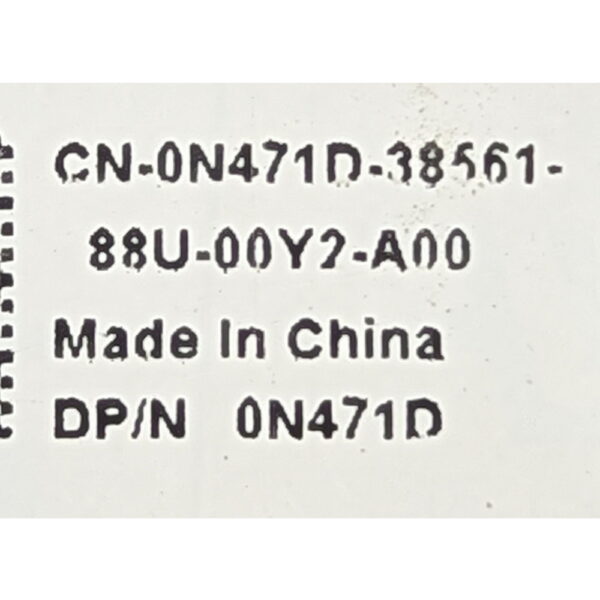 CN-0N471D-38561-
88U-00Y2-A00
Made In China
DP/N 0N471D